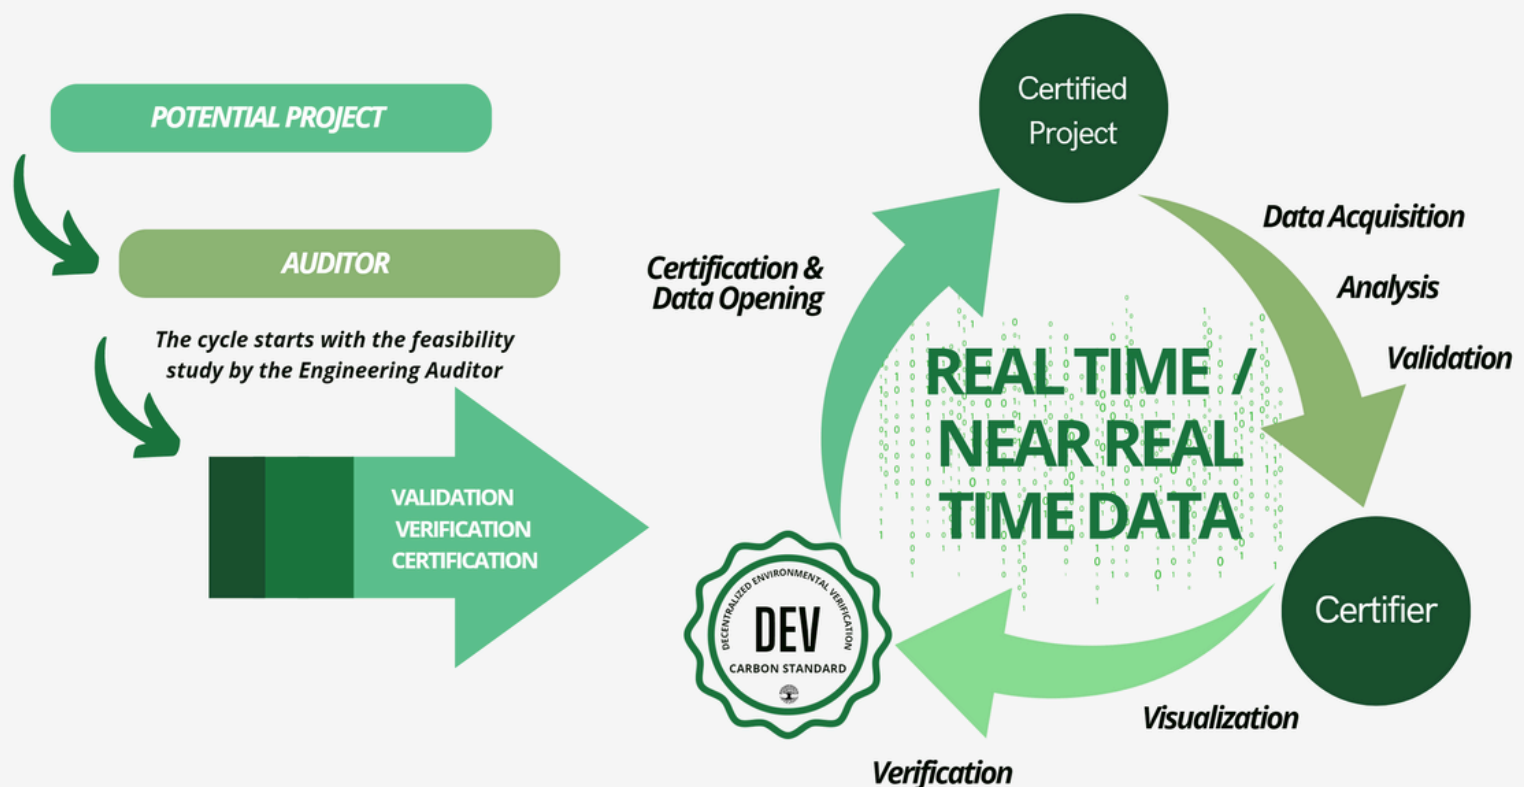 POTENTIAL PROJECT
AUDITOR
The cycle starts with the feasibility
study by the Engineering Auditor
VALIDATION
VERIFICATION
CERTIFICATION
Certified
Project
Data Acquisition
Analysis
Validation
Certifier
Visualization
Verification
DECENTRALIZED ENVIRONMENTAL VERIFICATION
DEV
CARBON STANDARD
Certification &
Data Opening
REAL TIME /
NEAR REAL
TIME DATA